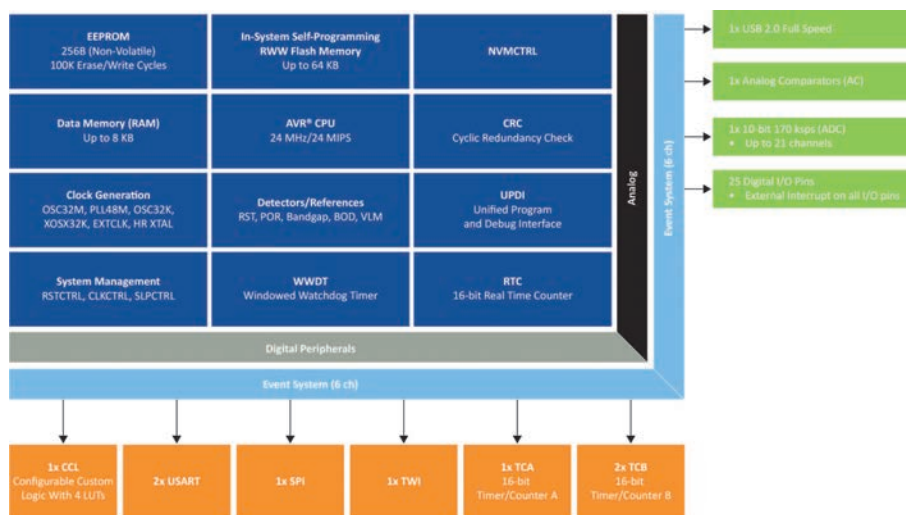 EEPROM
256B (Non-Volatile)
100K Erase/Write Cycles
In-System Self-Programming
RWW Flash Memory
Up to 64 KB
NVMCTRL
Data Memory (RAM)
Up to 8 KB
AVR® CPU
24 MHz/24 MIPS
CRC
Cyclic Redundancy Check
Clock Generation
OSC32M, PLL48M, OSC32K,
XOSX32K, EXTCLK, HR XTAL
Detectors/References
RST, POR, Bandgap, BOD, VLM
UPDI
Unified Program
and Debug Interface
System Management
RSTCTRL, CLKCTRL, SLPCTRL
WWDT
Windowed Watchdog Timer
RTC
16-bit Real Time Counter
Analog
Event System (6 ch)
Digital Peripherals
Event System (6 ch)
1x USB 2.0 Full Speed
1x Analog Comparators (AC)
1x 10-bit 170 ksps (ADC)
• Up to 21 channels
25 Digital I/O Pins
• External Interrupt on all I/O pins
1x CCL
Configurable Custom
Logic With 4 LUTs
2x USART
1x SPI
1x TWI
1x TCA
16-bit
Timer/Counter A
2x TCB
16-bit
Timer/Counter B